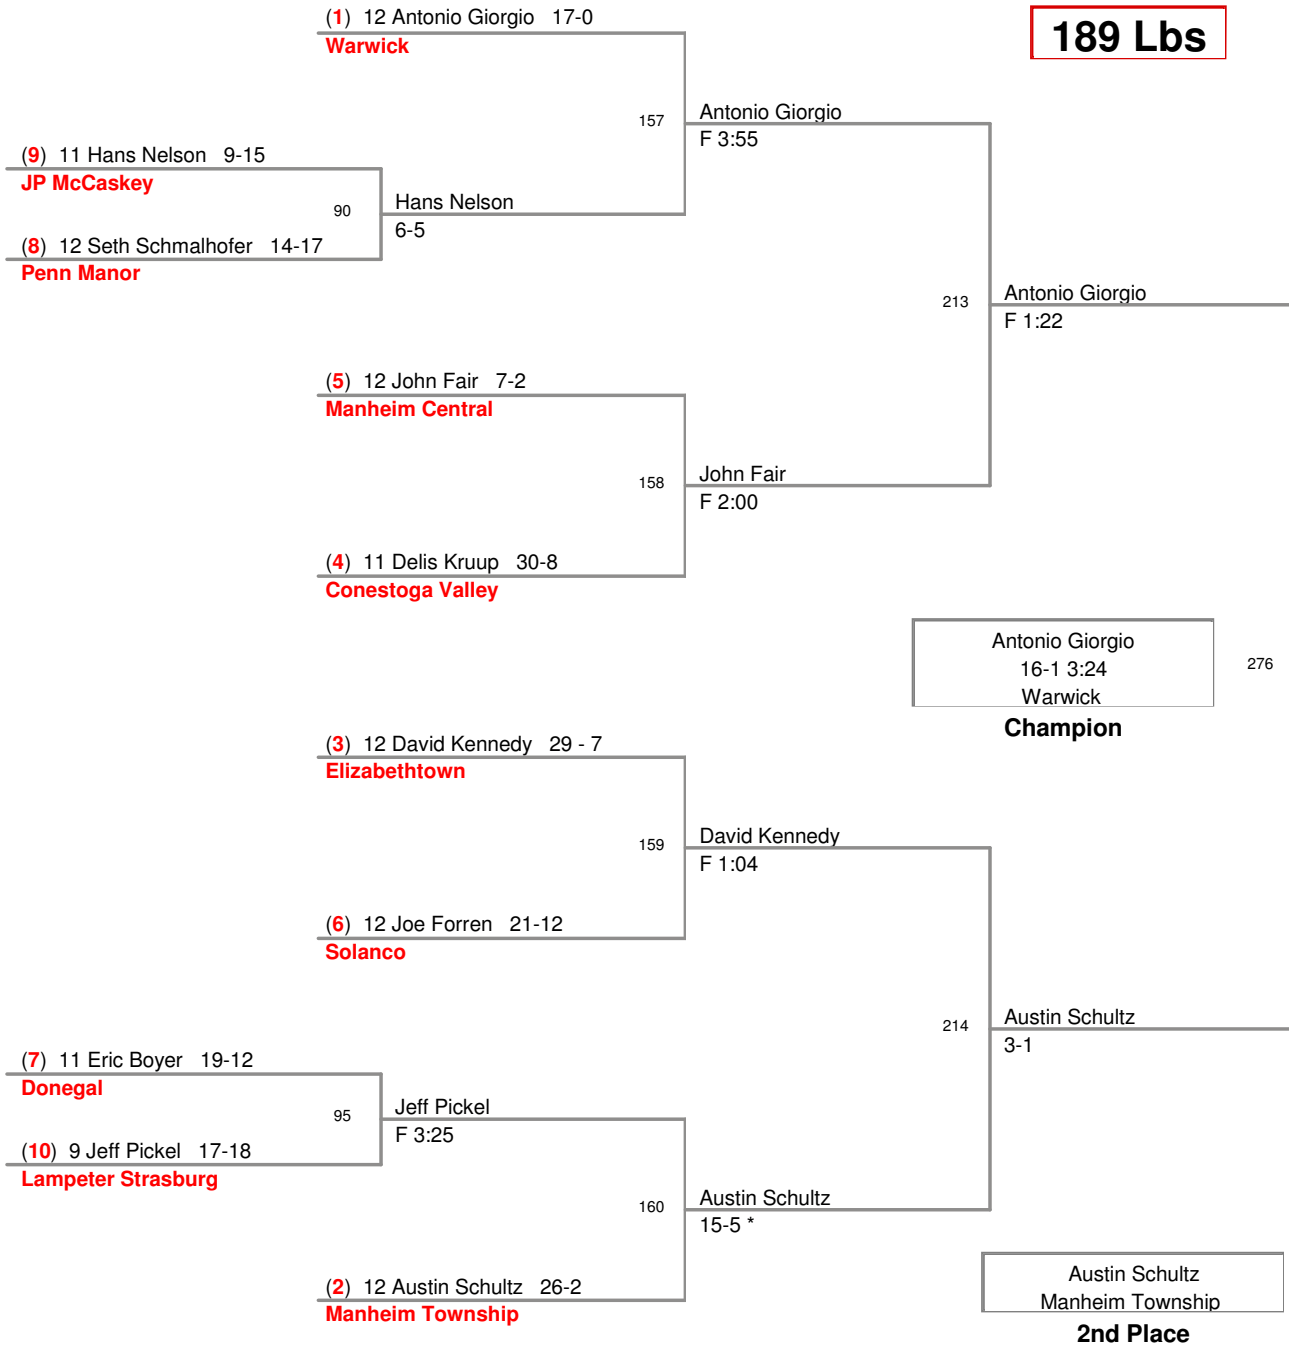 (1) 12 Antonio Giorgio 17-0
Warwick
189 Lbs
157
Antonio Giorgio
F 3:55
(9) 11 Hans Nelson 9-15
JP McCaskey
90
Hans Nelson
6-5
(8) 12 Seth Schmalhofer 14-17
Penn Manor
213
Antonio Giorgio
F 1:22
(5) 12 John Fair 7-2
Manheim Central
158
John Fair
F 2:00
(4) 11 Delis Kruup 30-8
Conestoga Valley
Antonio Giorgio
16-1 3:24
Warwick
276
Champion
(3) 12 David Kennedy 29 - 7
Elizabethtown
159
David Kennedy
F 1:04
(6) 12 Joe Forren 21-12
Solanco
214
Austin Schultz
3-1
(7) 11 Eric Boyer 19-12
Donegal
95
Jeff Pickel
F 3:25
(10) 9 Jeff Pickel 17-18
Lampeter Strasburg
160
Austin Schultz
15-5 *
(2) 12 Austin Schultz 26-2
Manheim Township
Austin Schultz
Manheim Township
2nd Place